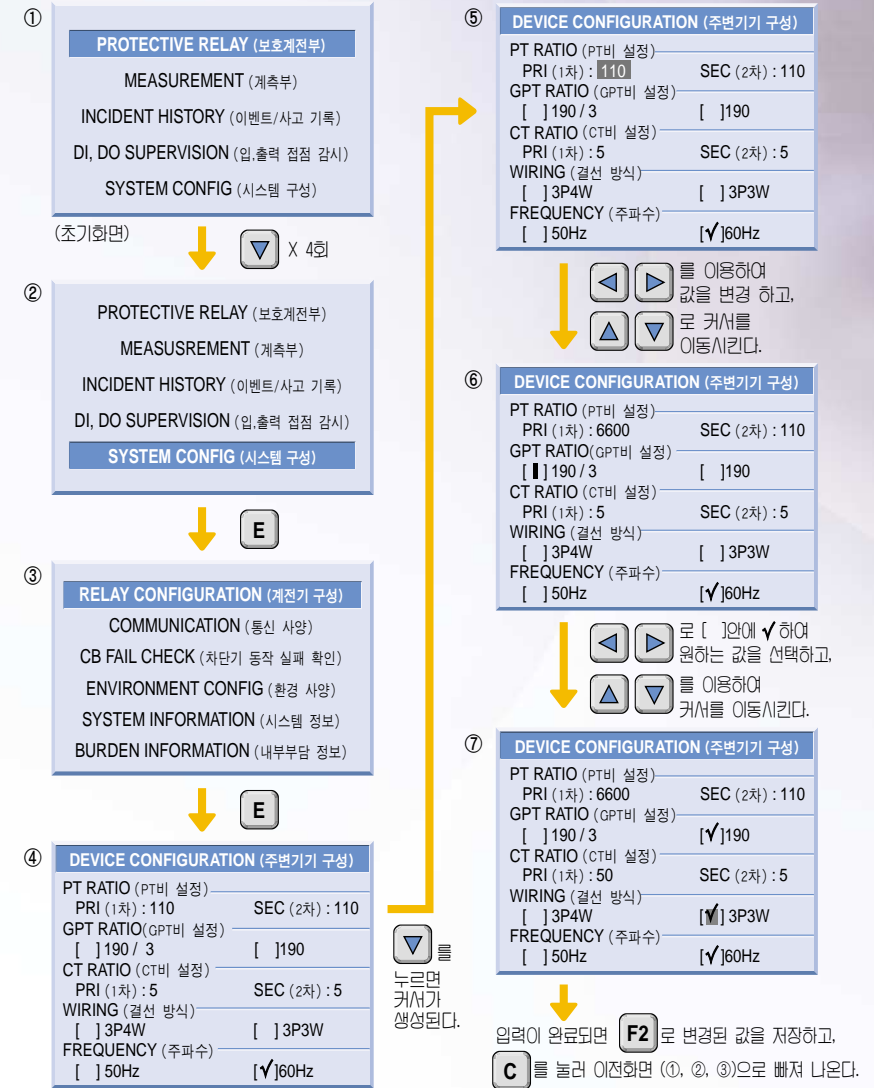 ①
PROTECTIVE RELAY (보호계전부)
MEASUREMENT (계측부)
INCIDENT HISTORY (이벤트/사고 기록)
DI, DO SUPERVISION (입,출력 접점 감시)
SYSTEM CONFIG (시스템 구성)
(초기화면)
▼ X 4회
②
PROTECTIVE RELAY (보호계전부)
MEASUSREMENT (계측부)
INCIDENT HISTORY (이벤트/사고 기록)
DI, DO SUPERVISION (입,출력 접점 감시)
SYSTEM CONFIG (시스템 구성)
E
③
RELAY CONFIGURATION (계전기 구성)
COMMUNICATION (통신 사양)
CB FAIL CHECK (차단기 동작 실패 확인)
ENVIRONMENT CONFIG (환경 사양)
SYSTEM INFORMATION (시스템 정보)
BURDEN INFORMATION (내부부담 정보)
E
④
DEVICE CONFIGURATION (주변기기 구성)
PT RATIO (PT비 설정)
PRI (1차) : 110 SEC (2차) : 110
GPT RATIO(GPT비 설정)
[ ] 190 / 3 [ ]190
CT RATIO (CT비 설정)
PRI (1차) : 5 SEC (2차) : 5
WIRING (결선 방식)
[ ] 3P4W [ ] 3P3W
FREQUENCY (주파수)
[ ] 50Hz [✓]60Hz
▼ 를
누르면
커서가
생성된다.
⑤
DEVICE CONFIGURATION (주변기기 구성)
PT RATIO (PT비 설정)
PRI (1차) : 110 SEC (2차) : 110
GPT RATIO (GPT비 설정)
[ ] 190 / 3 [ ]190
CT RATIO (CT비 설정)
PRI (1차) : 5 SEC (2차) : 5
WIRING (결선 방식)
[ ] 3P4W [ ] 3P3W
FREQUENCY (주파수)
[ ] 50Hz [✓]60Hz
◀ ▶ 를 이용하여
값을 변경 하고,
▲ ▼ 로 커서를
이동시킨다.
⑥
DEVICE CONFIGURATION (주변기기 구성)
PT RATIO (PT비 설정)
PRI (1차) : 6600 SEC (2차) : 110
GPT RATIO(GPT비 설정)
[▮] 190 / 3 [ ]190
CT RATIO (CT비 설정)
PRI (1차) : 5 SEC (2차) : 5
WIRING (결선 방식)
[ ] 3P4W [ ] 3P3W
FREQUENCY (주파수)
[ ] 50Hz [✓]60Hz
◀ ▶ 로 [ ]안에 ✓ 하여
원하는 값을 선택하고,
▲ ▼ 를 이용하여
커서를 이동시킨다.
⑦
DEVICE CONFIGURATION (주변기기 구성)
PT RATIO (PT비 설정)
PRI (1차) : 6600 SEC (2차) : 110
GPT RATIO (GPT비 설정)
[ ] 190 / 3 [✓]190
CT RATIO (CT비 설정)
PRI (1차) : 50 SEC (2차) : 5
WIRING (결선 방식)
[ ] 3P4W [✓] 3P3W
FREQUENCY (주파수)
[ ] 50Hz [✓]60Hz
입력이 완료되면 F2 로 변경된 값을 저장하고,
C 를 눌러 이전화면 (①, ②, ③)으로 빠져 나온다.